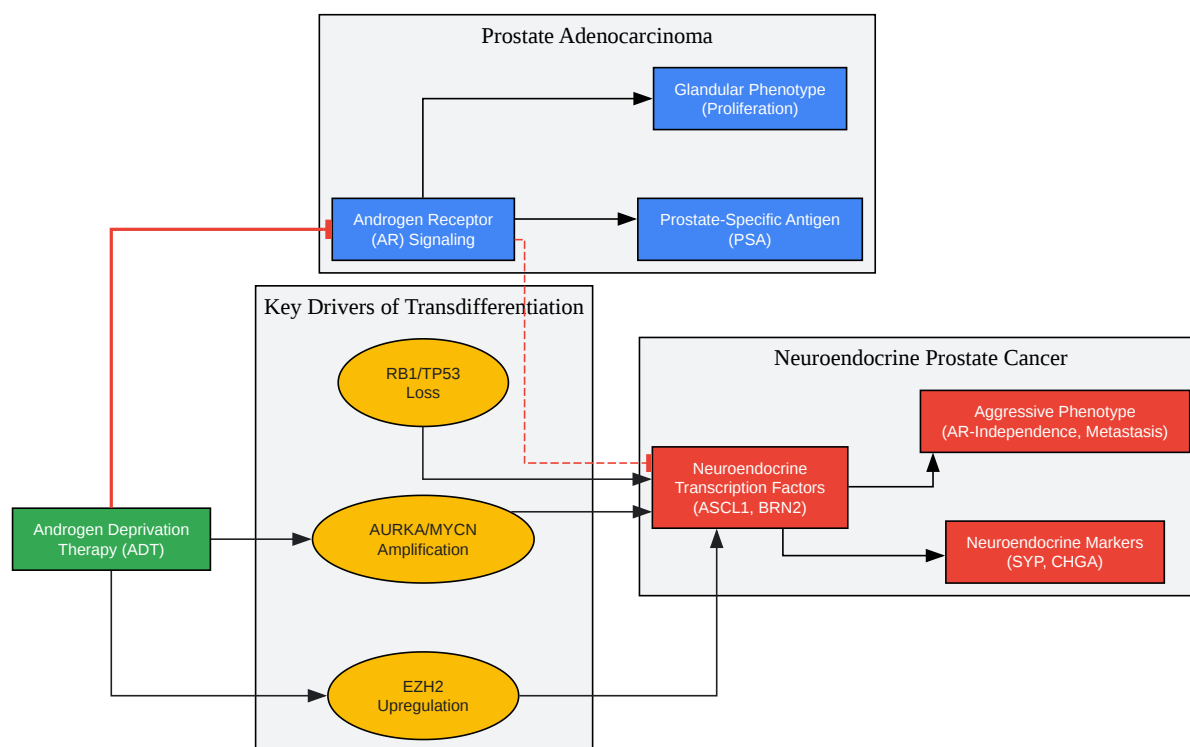 Prostate Adenocarcinoma
Glandular Phenotype
(Proliferation)
Androgen Receptor
(AR) Signaling
Prostate-Specific Antigen
(PSA)
Key Drivers of Transdifferentiation
RB1/TP53
Loss
AURKA/MYCN
Amplification
EZH2
Upregulation
Androgen Deprivation
Therapy (ADT)
Neuroendocrine Prostate Cancer
Neuroendocrine
Transcription Factors
(ASCL1, BRN2)
Aggressive Phenotype
(AR-Independence, Metastasis)
Neuroendocrine Markers
(SYP, CHGA)